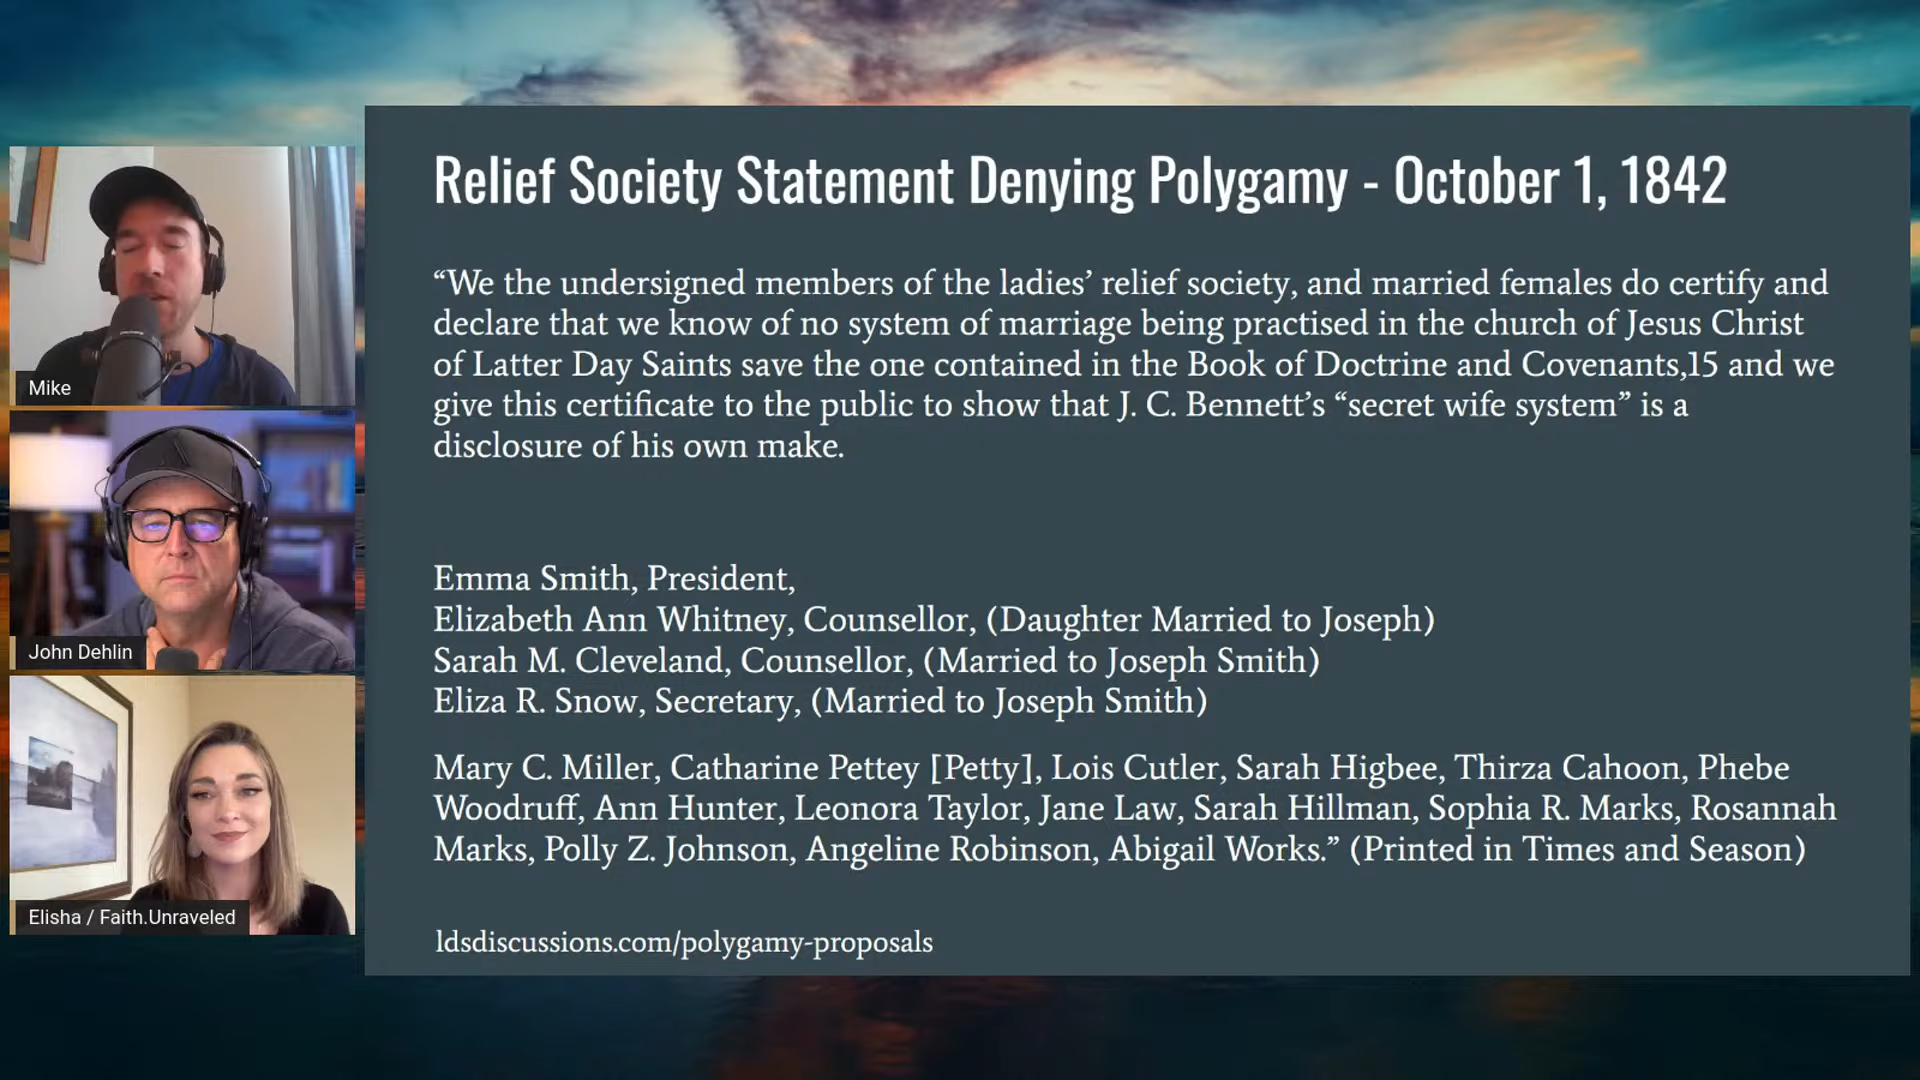 Relief Society Statement Denying Polygamy - October 1, 1842
“We the undersigned members of the ladies’ relief society, and married females do certify and
declare that we know of no system of marriage being practised in the church of Jesus Christ
of Latter Day Saints save the one contained in the Book of Doctrine and Covenants,15 and we
give this certificate to the public to show that J. C. Bennett’s “secret wife system” is a
disclosure of his own make.
Emma Smith, President,
Elizabeth Ann Whitney, Counsellor, (Daughter Married to Joseph)
Sarah M. Cleveland, Counsellor, (Married to Joseph Smith)
Eliza R. Snow, Secretary, (Married to Joseph Smith)
Mary C. Miller, Catharine Pettey [Petty], Lois Cutler, Sarah Higbee, Thirza Cahoon, Phebe
Woodruff, Ann Hunter, Leonora Taylor, Jane Law, Sarah Hillman, Sophia R. Marks, Rosannah
Marks, Polly Z. Johnson, Angeline Robinson, Abigail Works.” (Printed in Times and Season)
ldsdiscussions.com/polygamy-proposals
Mike
John Dehlin
Elisha / Faith.Unraveled